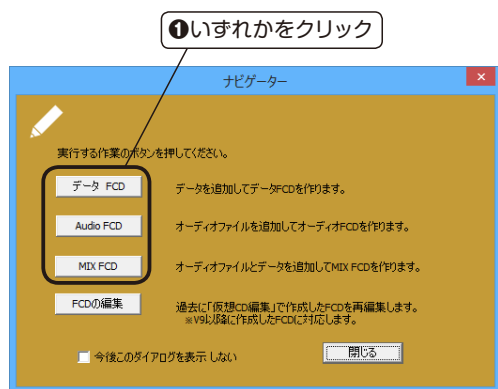 ❶いずれかをクリック
ナビゲーター
実行する作業のボタンを押してください。
データ FCD
データを追加してデータFCDを作ります。
Audio FCD
オーディオファイルを追加してオーディオFCDを作ります。
MIX FCD
オーディオファイルとデータを追加してMIX FCDを作ります。
FCDの編集
過去に「仮想CD編集」で作成したFCDを再編集します。
※V9以降に作成したFCDに対応します。
今後このダイアログを表示 しない
閉じる